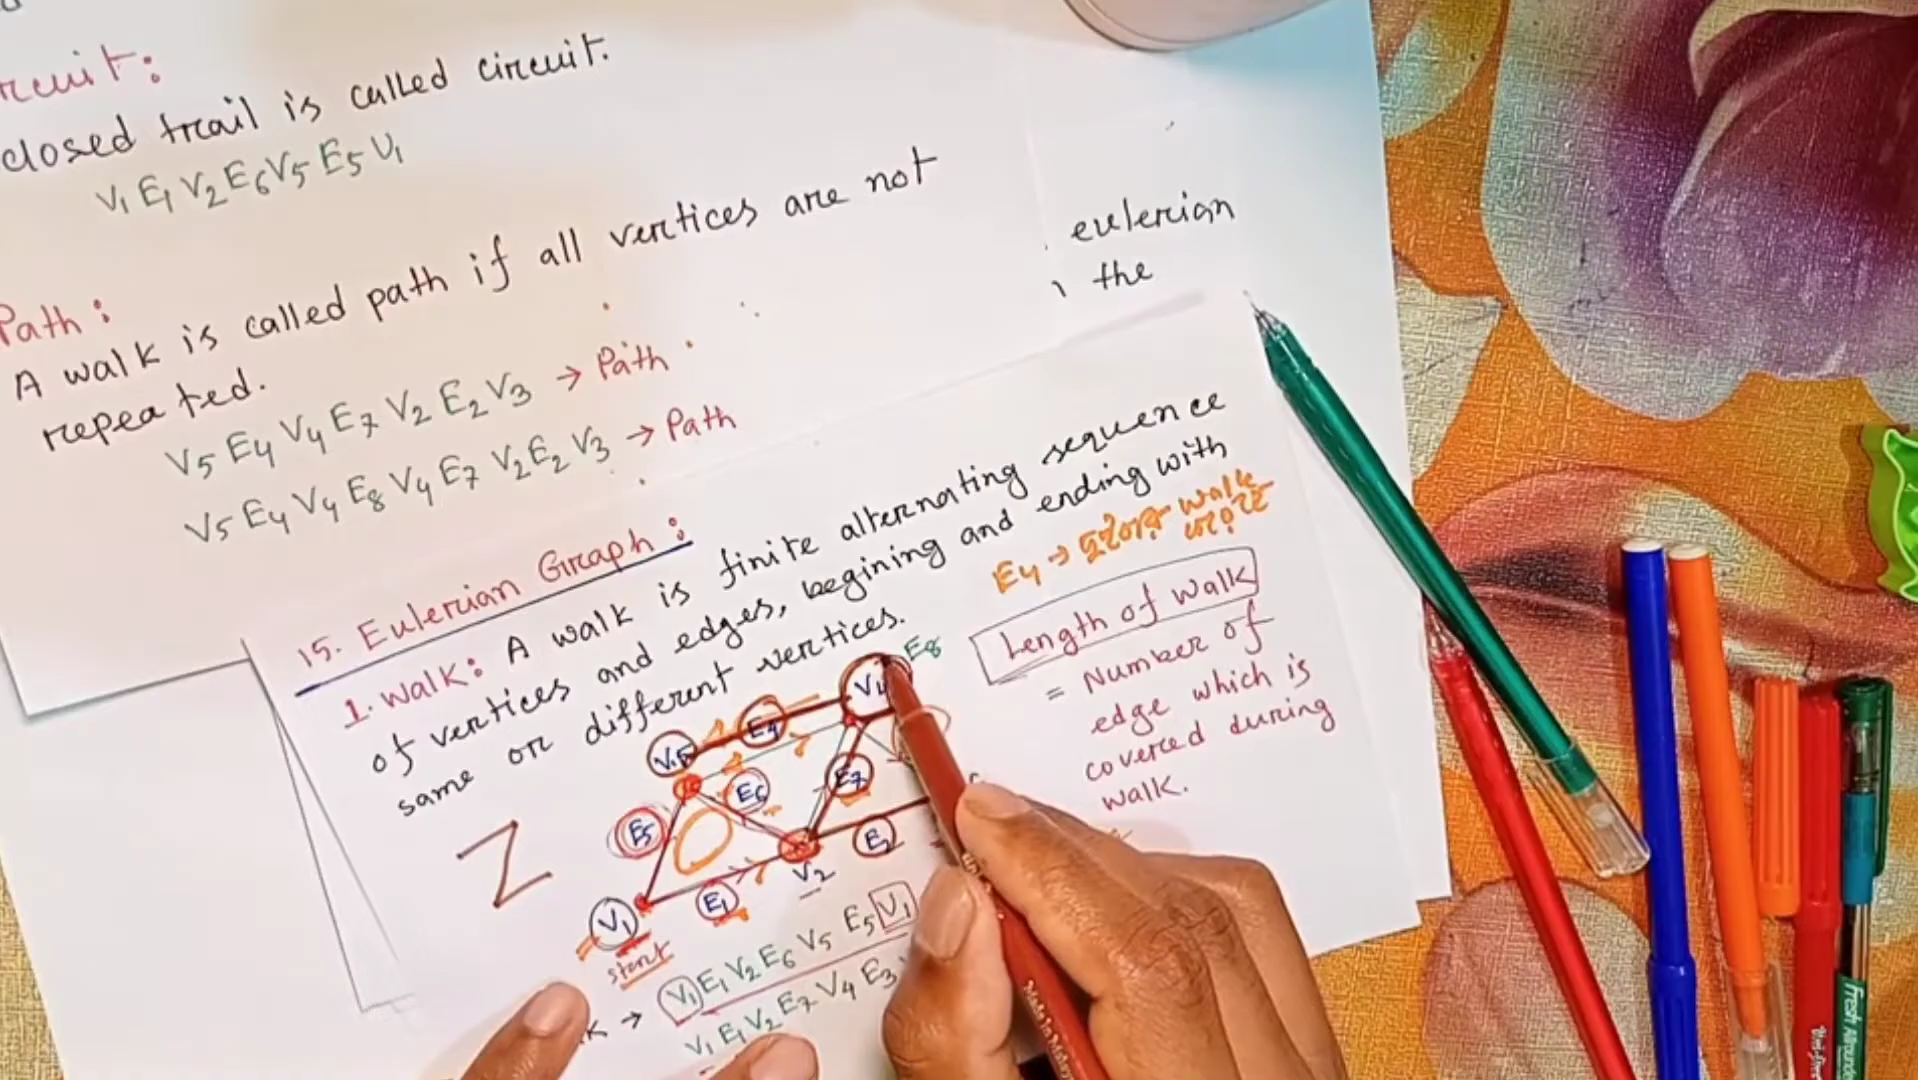 rcuit:
closed trail is called circuit.
V1 E1 V2 E6 V5 E5 V1
Path:
A walk is called path if all vertices are not
repeated.
V5 E4 V4 E7 V2 E2 V3 → Path
V5 E4 V4 E8 V4 E7 V2 E2 V3 → Path
eulerian
the
15. Eulerian Graph:
1. Walk: A walk is finite alternating sequence
of vertices and edges, begining and ending with
same or different vertices.
E4 →
walk
Length of walk
= Number of
edge which is
covered during
walk.
E8
V4
V5
E4
E6
E7
E5
V2
E1
V1
start
→ V1 E1 V2 E6 V5 E5 V1
V1 E1 V2 E7 V4 E3